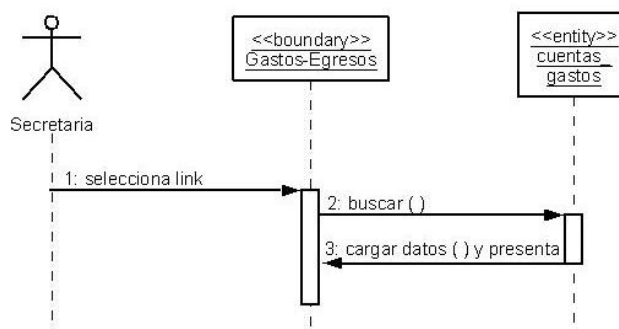 <<boundary>>
Gastos-Egresos
<<entity>>
cuentas_
gastos
Secretaria
1: selecciona link
2: buscar ( )
3: cargar datos ( ) y presenta